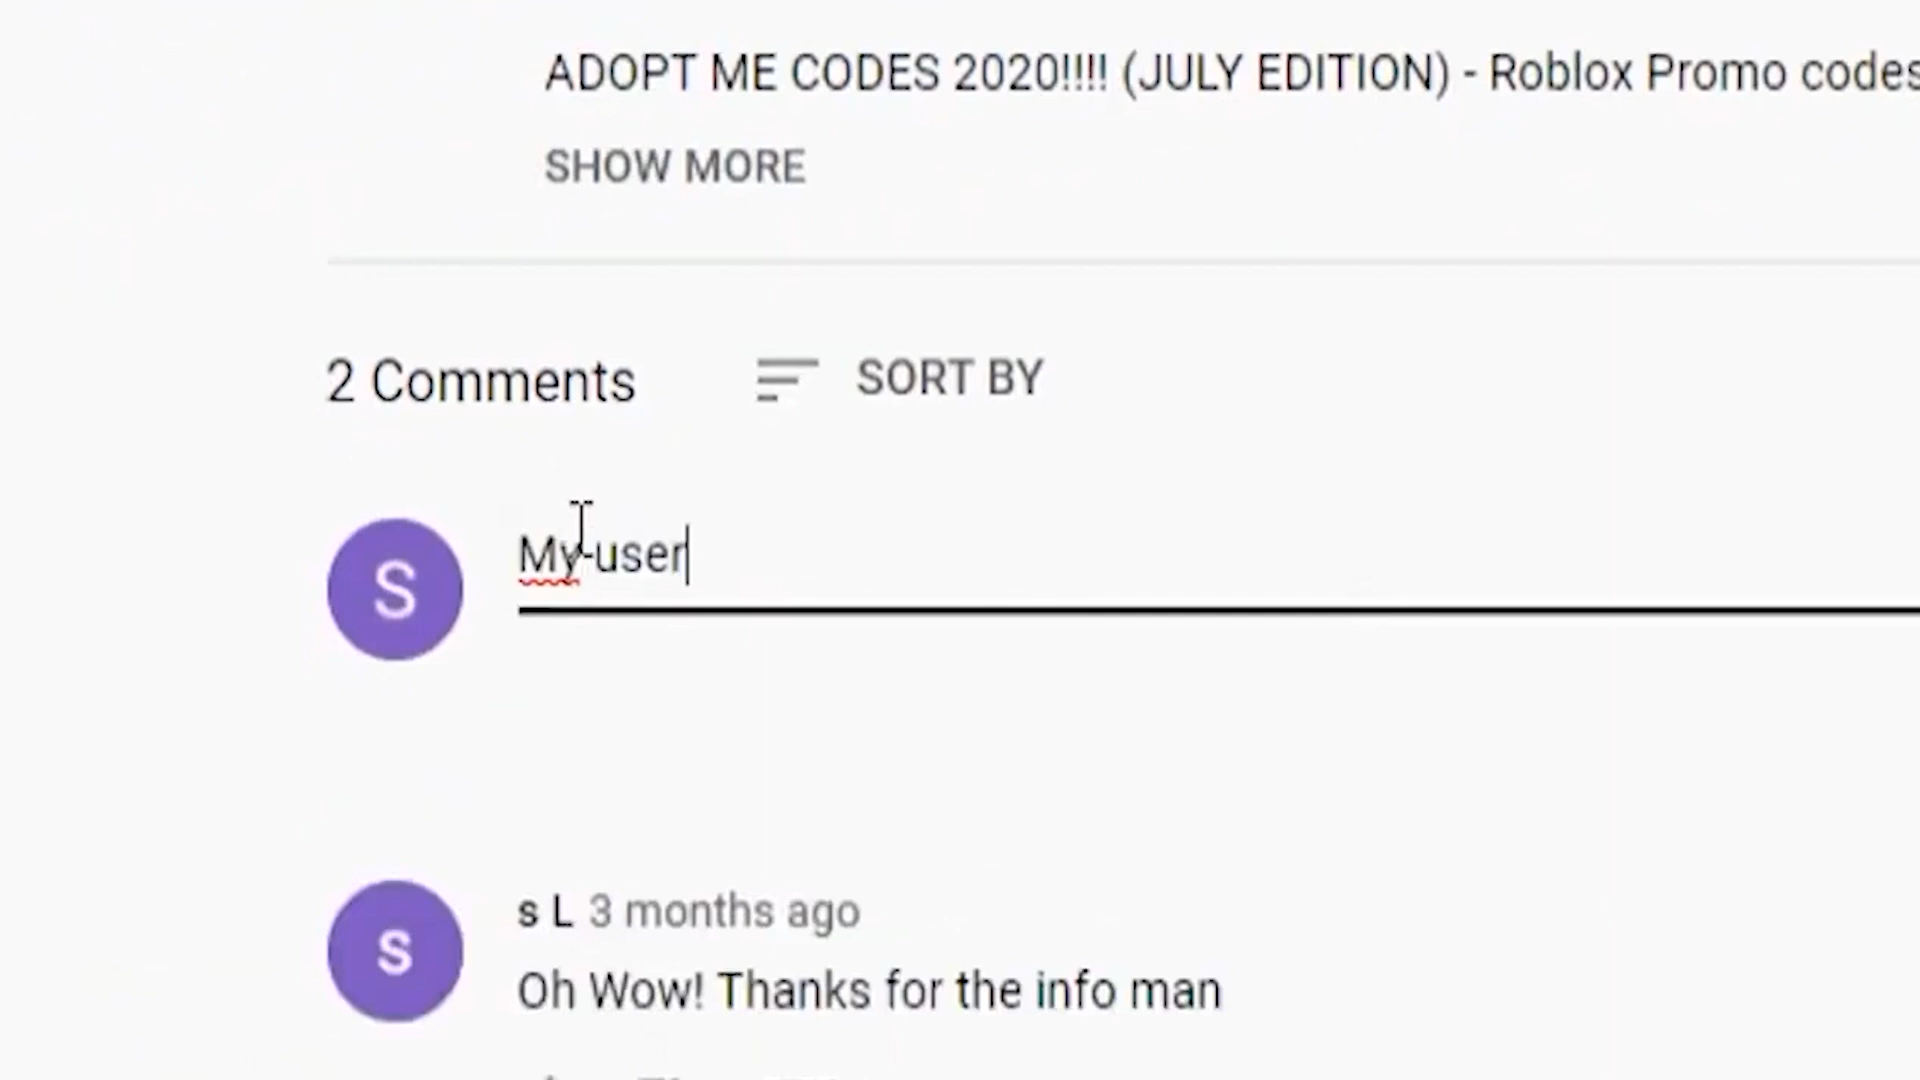 ADOPT ME CODES 2020!!!! (JULY EDITION) - Roblox Promo codes
SHOW MORE
2 Comments
SORT BY
S
My-user
s
s L 3 months ago
Oh Wow! Thanks for the info man